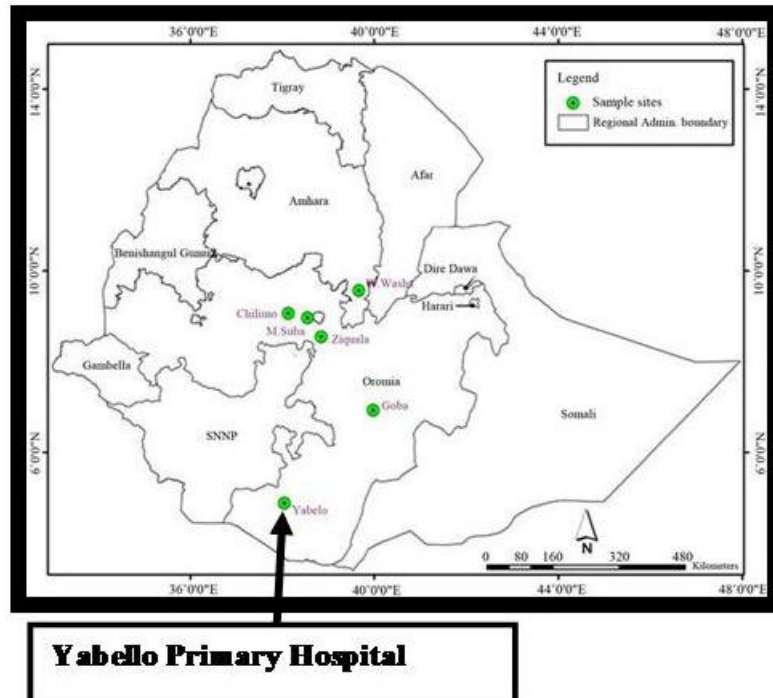 36°0'0"E 40°0'0"E 44°0'0"E 48°0'0"E
14°0'0"N
Tigray
Legend
Sample sites
Regional Admin. boundary
Afar
Amhara
Benishangul Gumuz
10°0'0"N 10°0'0"N
W.Washa
Dire Dawa
Harari
Chilimo
M.Suba
Ziquala
Gambella
Oromia
Goba
Somali
SNNP
6°0'0"N 6°0'0"N
Yabelo
N
0 80 160 320 480
Kilometers
36°0'0"E 40°0'0"E 44°0'0"E 48°0'0"E
Yabello Primary Hospital